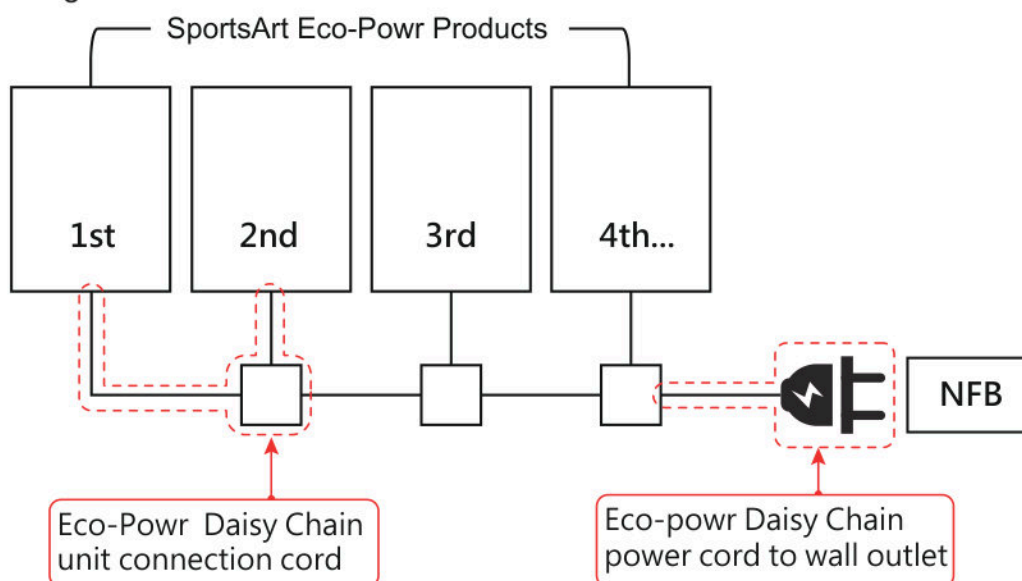 SportsArt Eco-Powr Products
1st
2nd
3rd
4th...
NFB
Eco-Powr Daisy Chain
unit connection cord
Eco-powr Daisy Chain
power cord to wall outlet